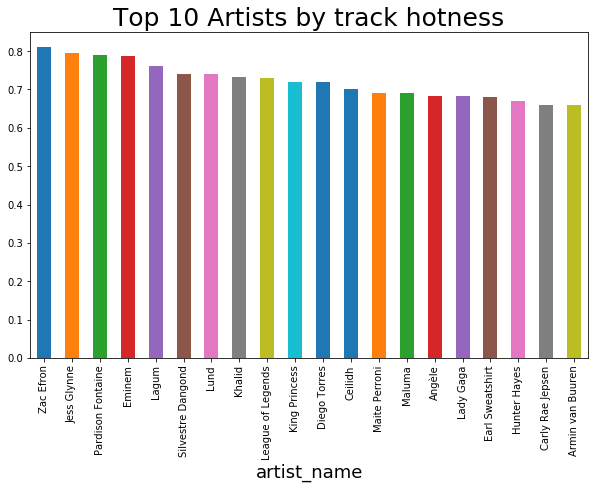 Top 10 Artists by track hotness
0.8
0.7
0.6
0.5
0.4
0.3
0.2
0.1
0.0
Zac Efron
Jess Glynne
Pardison Fontaine
Eminem
Lagum
Silvestre Dangond
Lund
Khalid
League of Legends
King Princess
Diego Torres
Ceilidh
Maite Perroni
Maluma
Angèle
Lady Gaga
Earl Sweatshirt
Hunter Hayes
Carly Rae Jepsen
Armin van Buuren
artist_name